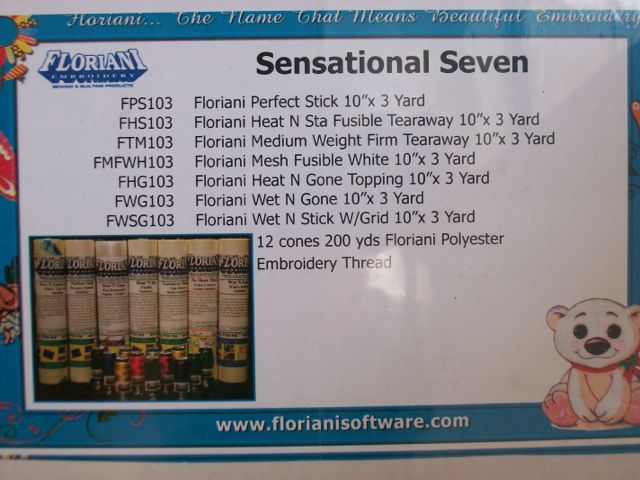 Floriani... The Name That Means Beautiful Embroidery
FLORIANI
EMBROIDERY
SEWING & QUILTING PRODUCTS
Sensational Seven
FPS103 Floriani Perfect Stick 10"x 3 Yard
FHS103 Floriani Heat N Sta Fusible Tearaway 10"x 3 Yard
FTM103 Floriani Medium Weight Firm Tearaway 10"x 3 Yard
FMFWH103 Floriani Mesh Fusible White 10"x 3 Yard
FHG103 Floriani Heat N Gone Topping 10"x 3 Yard
FWG103 Floriani Wet N Gone 10"x 3 Yard
FWSG103 Floriani Wet N Stick W/Grid 10"x 3 Yard
12 cones 200 yds Floriani Polyester
Embroidery Thread
www.florianisoftware.com